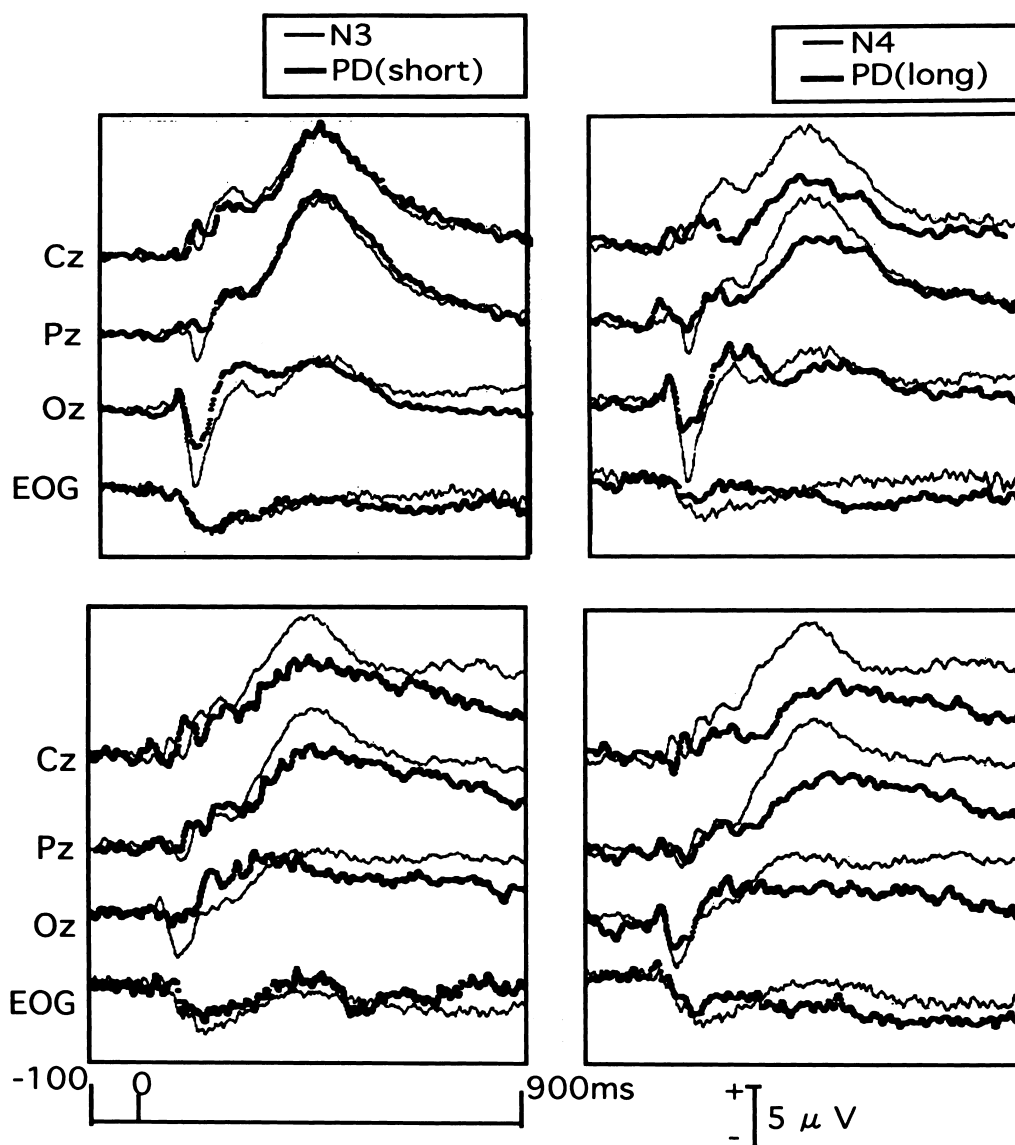 N3
PD(short)
N4
PD(long)
Cz
Pz
Oz
EOG
Cz
Pz
Oz
EOG
-100 0 900ms
+
5 μ V
-